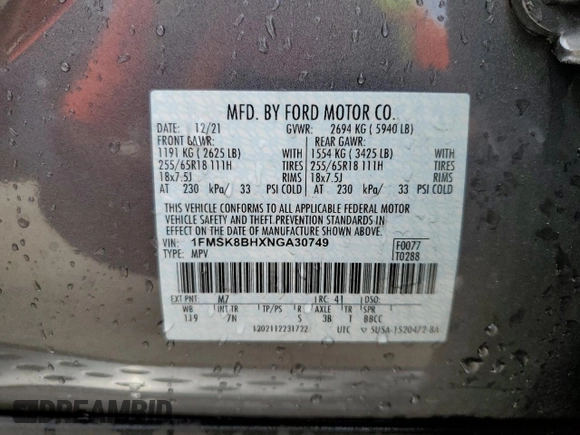 MFD. BY FORD MOTOR CO.
DATE: 12/21 GVWR: 2694 KG ( 5940 LB)
FRONT GAWR: REAR GAWR:
1191 KG ( 2625 LB) WITH 1554 KG ( 3425 LB) WITH
255/65R18 111H TIRES 255/65R18 111H TIRES
18x7.5J RIMS 18x7.5J RIMS
AT 230 kPa/ 33 PSI COLD AT 230 kPa/ 33 PSI COLD
THIS VEHICLE CONFORMS TO ALL APPLICABLE FEDERAL MOTOR
VEHICLE SAFETY AND THEFT PREVENTION STANDARDS IN
EFFECT ON THE DATE OF MANUFACTURE SHOWN ABOVE.
VIN: 1FMSK8BHXNGA30749 F0077
TYPE: MPV T0288
EXT PNT: M7 RC: 41 DSO:
WB INT TR TP/PS R AXLE TR SPR
119 7N S 3B T BBCC
UTC
DREAMBID